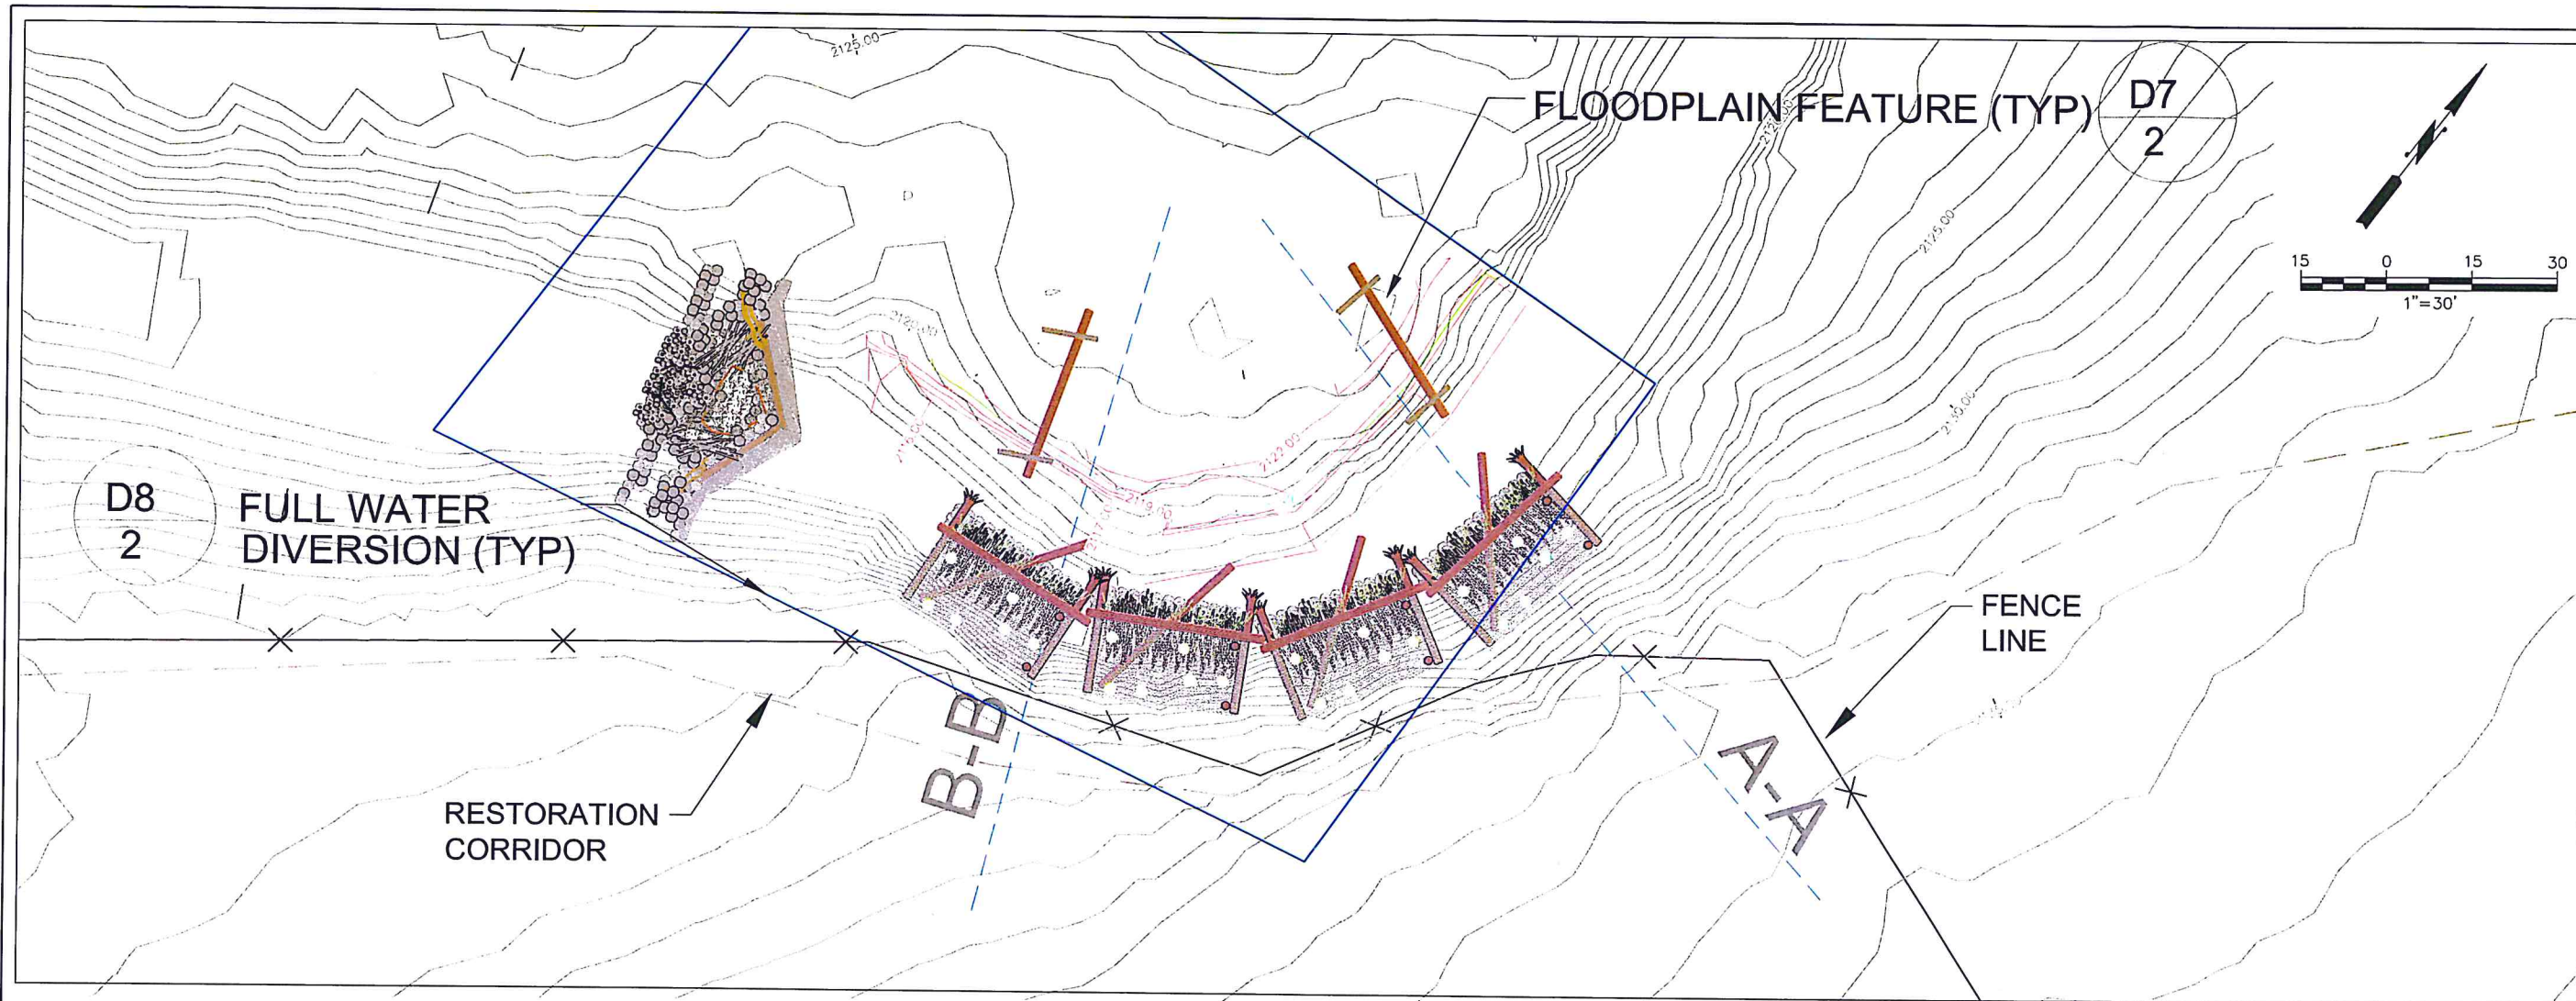 2125.00
FLOODPLAIN FEATURE (TYP)
D7
2
2125.00
15 0 15 30
1"=30'
2120.00
D8
2
FULL WATER
DIVERSION (TYP)
FENCE
LINE
B-B
A-A
RESTORATION
CORRIDOR